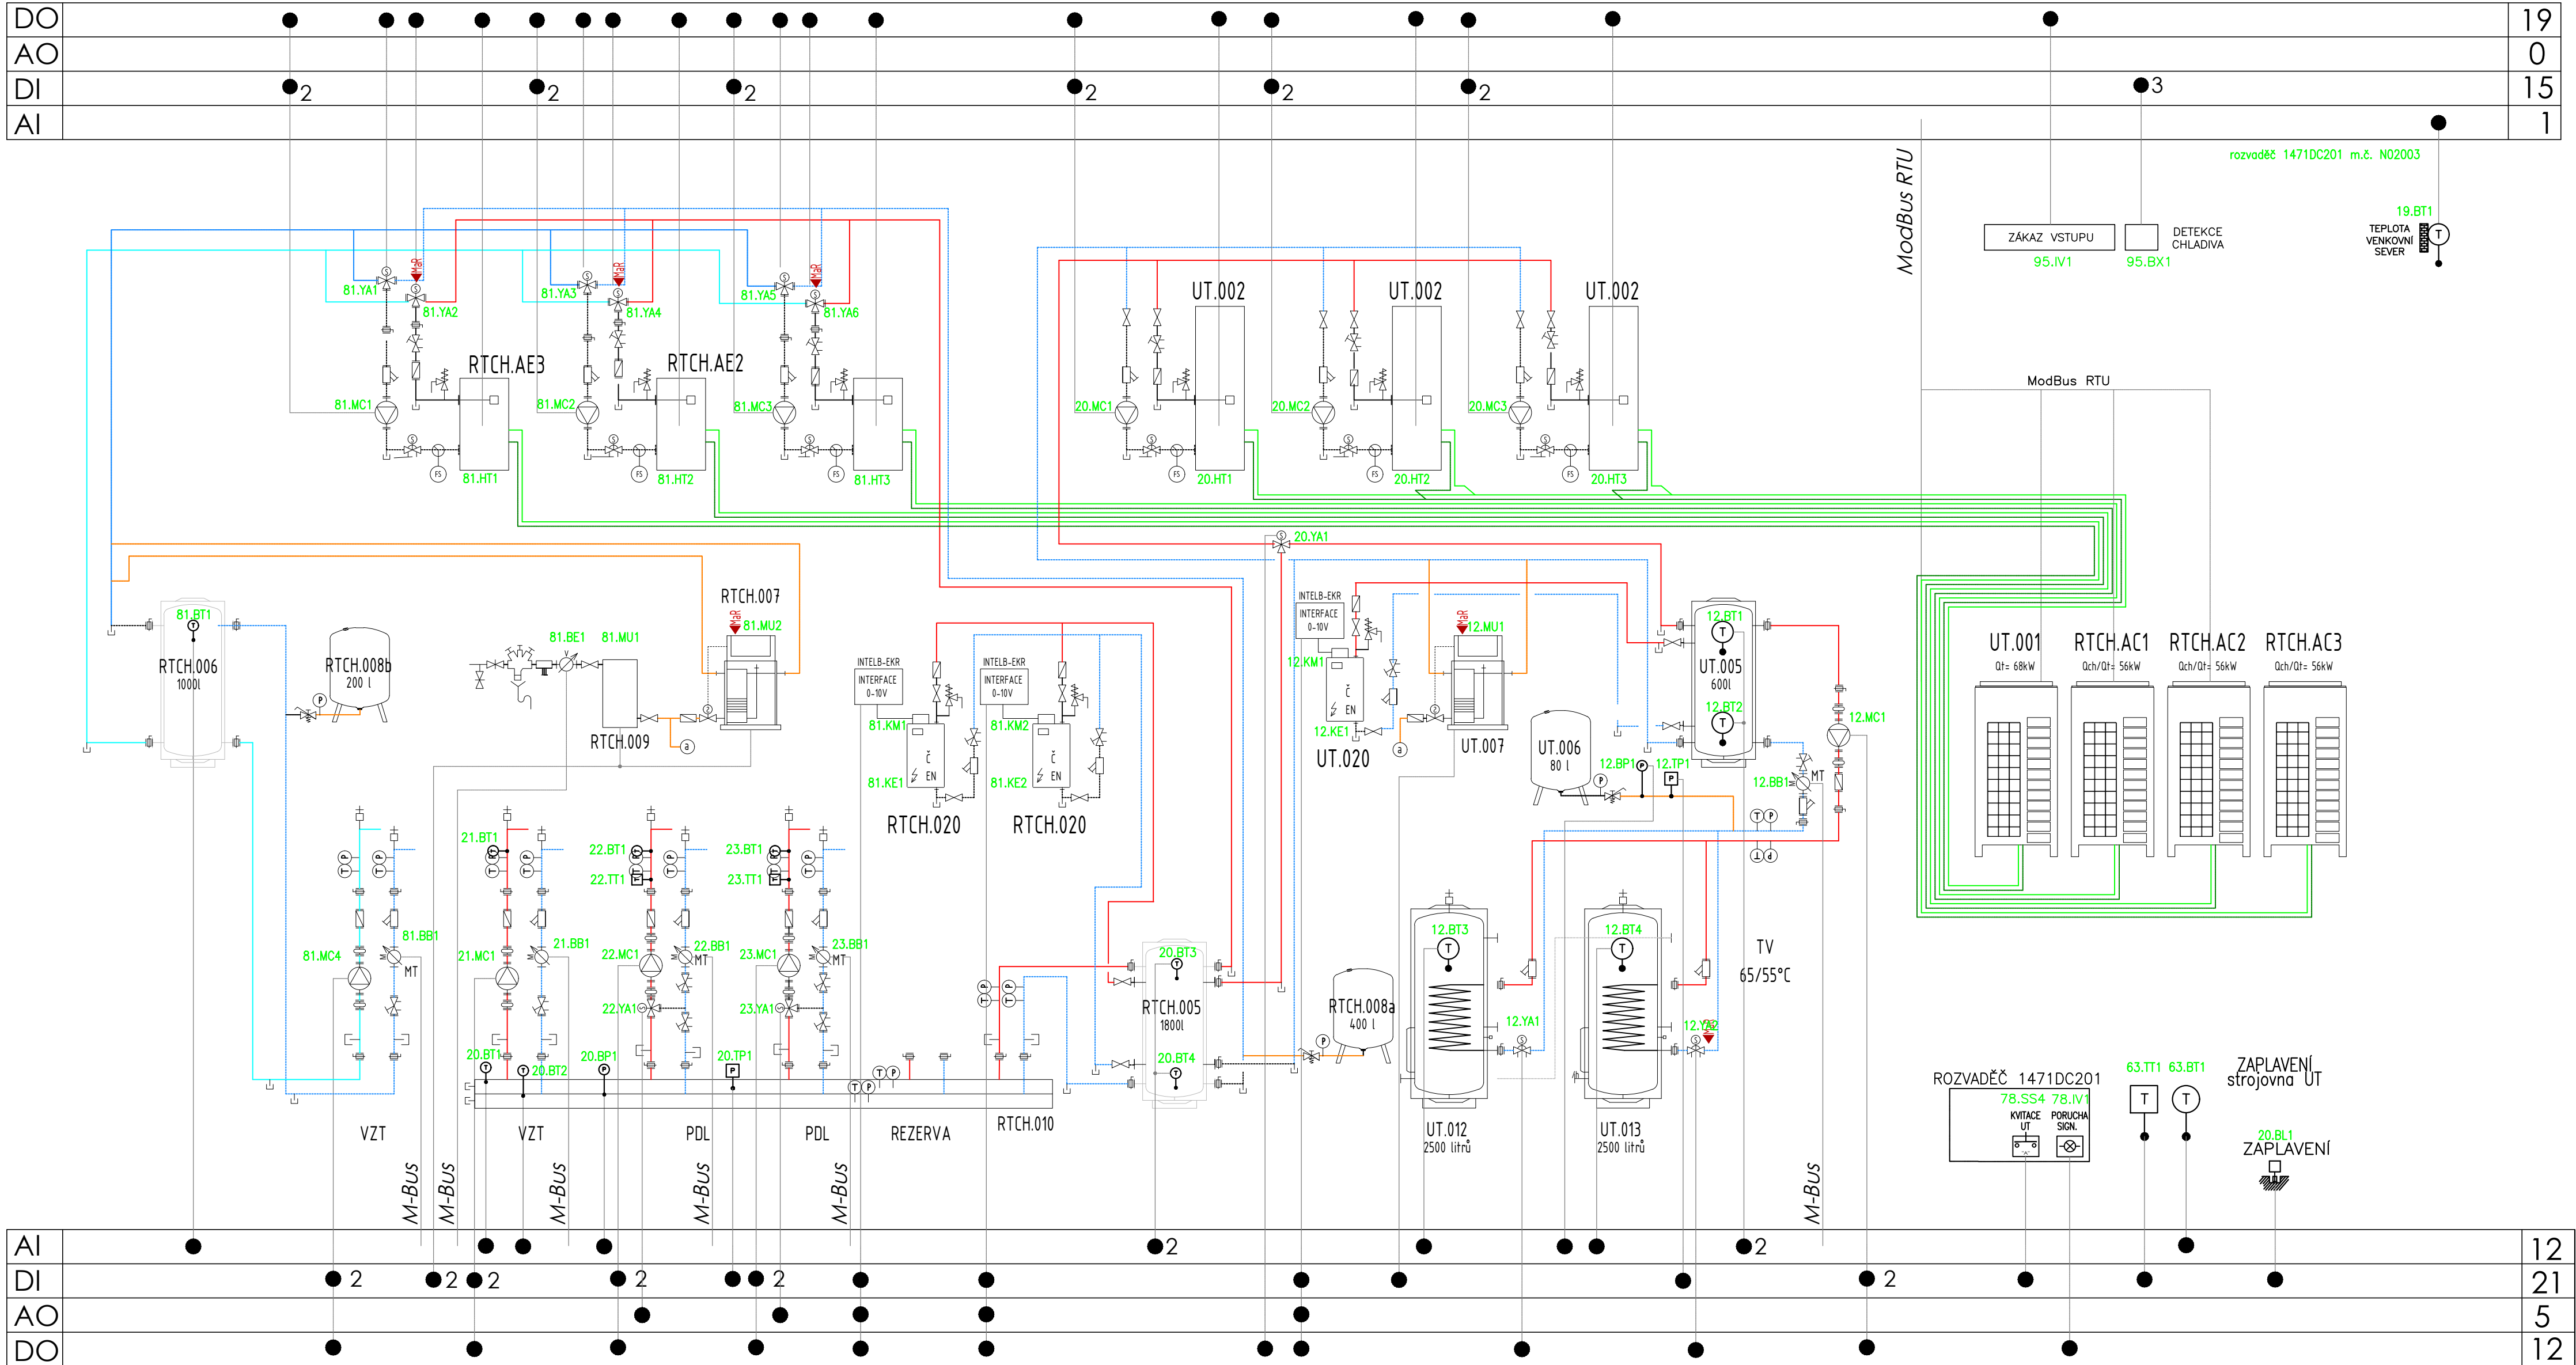 DO 19
AO 0
DI 2 2 2 2 2 2 3 15
AI 1
rozvaděč 1471DC201 m.č. N02003
ModBus RTU
19.BT1
TEPLOTA
VENKOVNÍ
SEVER
T
ZÁKAZ VSTUPU
95.IV1
95.BX1
DETEKCE
CHLADIVA
ModBus RTU
81.YA1
MaR
81.YA2
81.YA3
MaR
81.YA4
81.YA5
MaR
81.YA6
RTCH.AE3
RTCH.AE2
UT.002
UT.002
UT.002
81.MC1
81.MC2
81.MC3
20.MC1
20.MC2
20.MC3
FS
FS
FS
FS
FS
FS
81.HT1
81.HT2
81.HT3
20.HT1
20.HT2
20.HT3
20.YA1
81.BT1
T
RTCH.006
1000l
RTCH.008b
200 l
P
81.BE1
81.MU1
RTCH.009
RTCH.007
MaR
81.MU2
a
INTELB-EKR
INTERFACE
0-10V
81.KM1
Č
EN
81.KE1
RTCH.020
INTELB-EKR
INTERFACE
0-10V
81.KM2
Č
EN
81.KE2
RTCH.020
INTELB-EKR
INTERFACE
0-10V
12.KM1
Č
EN
12.KE1
UT.020
a
MaR
12.MU1
UT.007
UT.006
80 l
P
12.BP1
P
12.TP1
P
12.BT1
T
UT.005
600l
12.BT2
T
12.MC1
12.BB1
MT
M
T P
T P
UT.001
Qt= 68kW
RTCH.AC1
Qch/Qt= 56kW
RTCH.AC2
Qch/Qt= 56kW
RTCH.AC3
Qch/Qt= 56kW
81.MC4
81.BB1
MT
21.BT1
21.MC1
21.BB1
22.BT1
22.TT1
22.MC1
22.BB1
MT
22.YA1
23.BT1
23.TT1
23.MC1
23.BB1
MT
23.YA1
20.BT1
20.BT2
20.BP1
20.TP1
VZT
VZT
PDL
PDL
REZERVA
RTCH.010
20.BT3
T
RTCH.005
1800l
20.BT4
T
RTCH.008a
400 l
P
12.BT3
T
12.YA1
UT.012
2500 litrů
12.BT4
T
12.YA2
MaR
UT.013
2500 litrů
TV
65/55°C
ROZVADĚČ 1471DC201
78.SS4 78.IV1
KVITACE
UT
PORUCHA
SIGN.
63.TT1 63.BT1
T T
ZAPLAVENÍ
strojovna UT
20.BL1
ZAPLAVENÍ
M-Bus
M-Bus
M-Bus
M-Bus
M-Bus
M-Bus
AI 2 2 12
DI 2 2 2 2 2 2 21
AO 5
DO 12